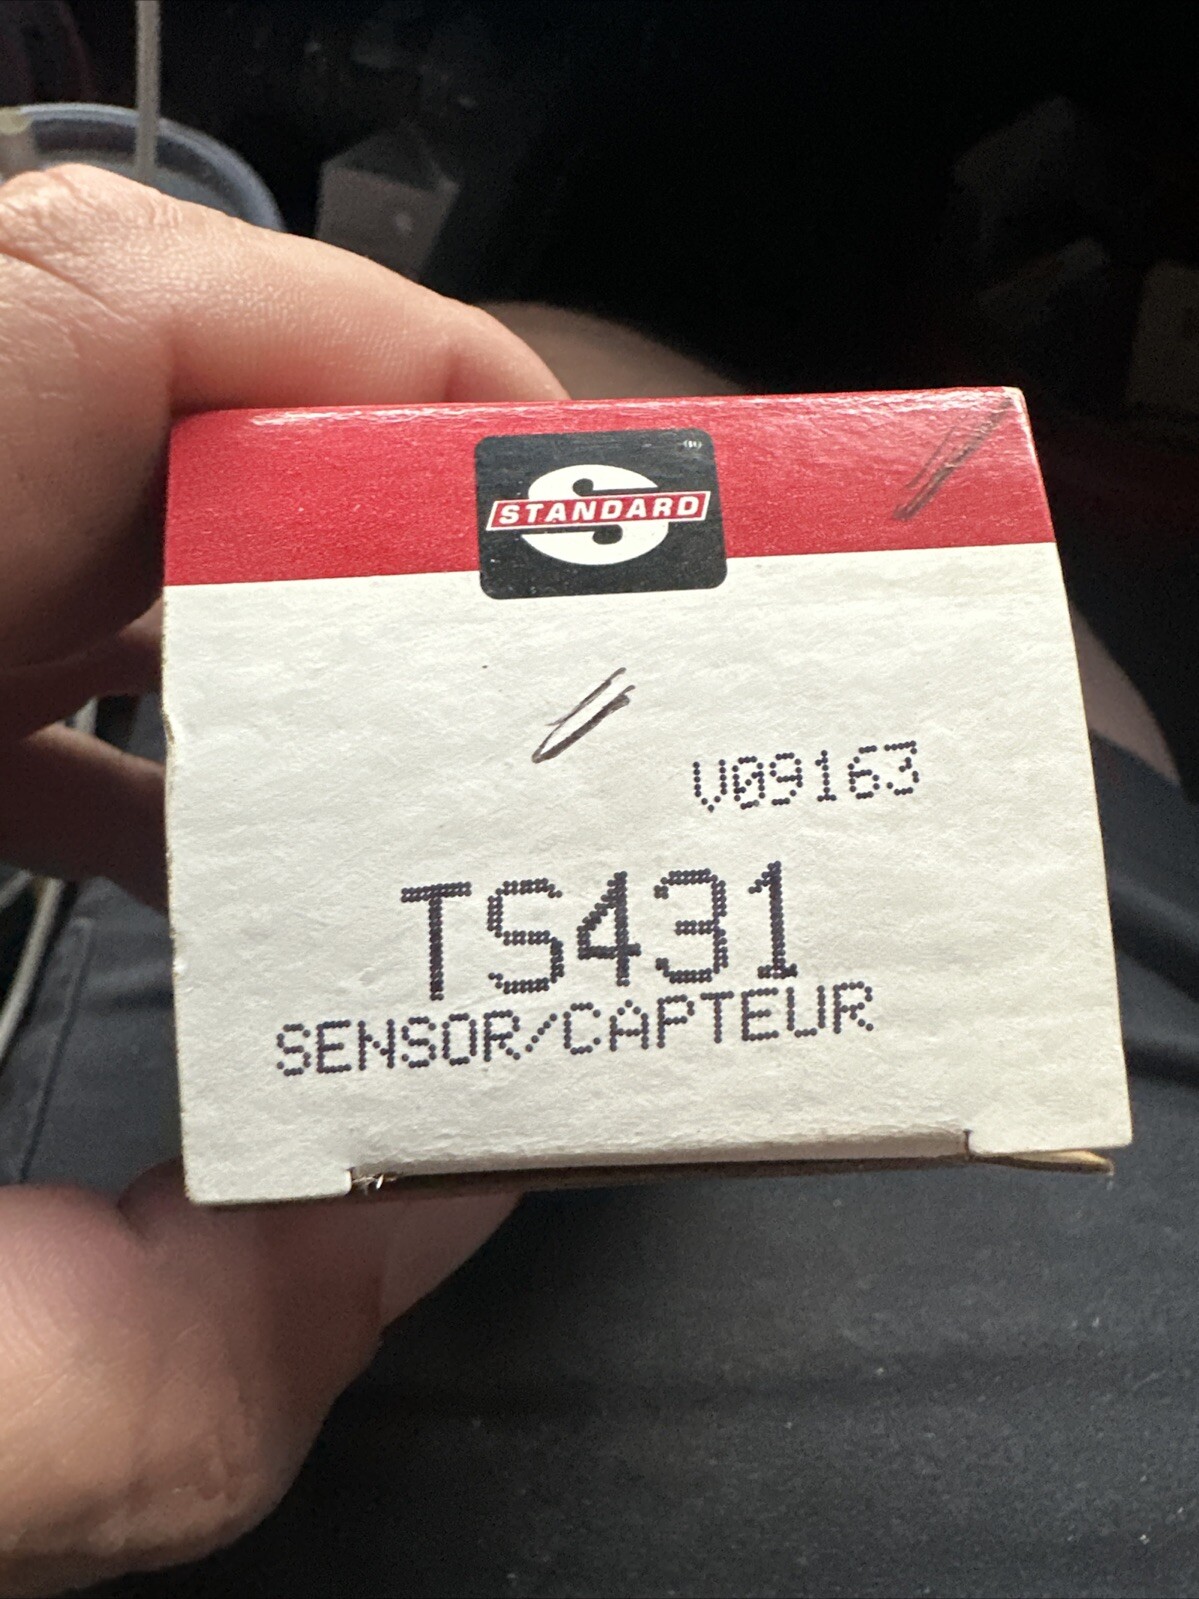 STANDARD
V09163
TS431
SENSOR/CAPTEUR